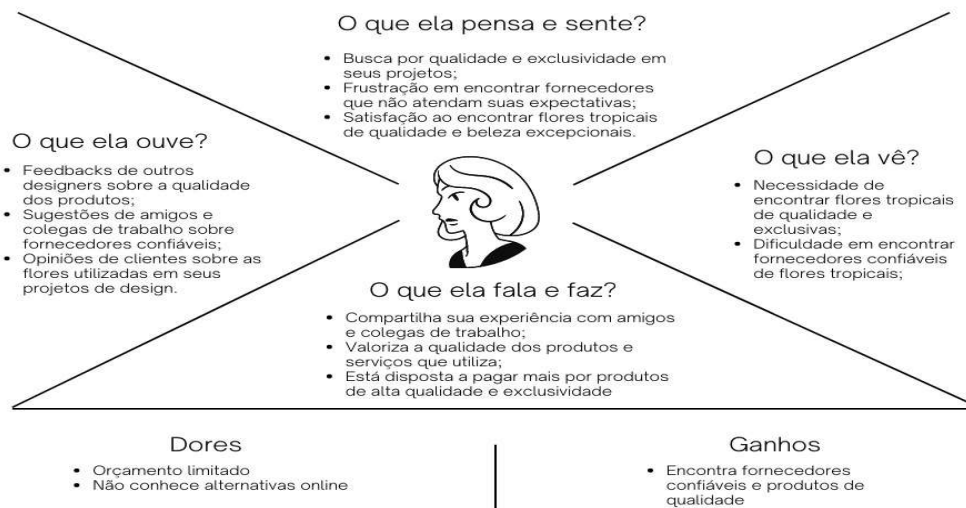 O que ela pensa e sente?
• Busca por qualidade e exclusividade em
seus projetos;
• Frustração em encontrar fornecedores
que não atendam suas expectativas;
• Satisfação ao encontrar flores tropicais
de qualidade e beleza excepcionais.
O que ela ouve?
• Feedbacks de outros
designers sobre a qualidade
dos produtos;
• Sugestões de amigos e
colegas de trabalho sobre
fornecedores confiáveis;
• Opiniões de clientes sobre as
flores utilizadas em seus
projetos de design.
O que ela vê?
• Necessidade de
encontrar flores tropicais
de qualidade e
exclusivas;
• Dificuldade em encontrar
fornecedores confiáveis
de flores tropicais;
O que ela fala e faz?
• Compartilha sua experiência com amigos
e colegas de trabalho;
• Valoriza a qualidade dos produtos e
serviços que utiliza;
• Está disposta a pagar mais por produtos
de alta qualidade e exclusividade
Dores
• Orçamento limitado
• Não conhece alternativas online
Ganhos
• Encontra fornecedores
confiáveis e produtos de
qualidade